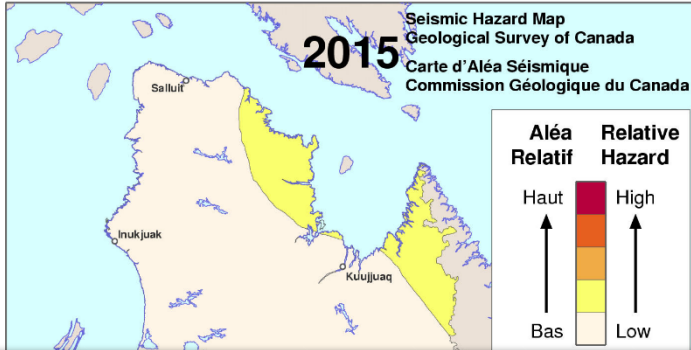 2015
Seismic Hazard Map
Geological Survey of Canada
Carte d'Aléa Séismique
Commission Géologique du Canada
Salluit
Inukjuak
Kuujjuaq
Aléa Relatif
Relative Hazard
Haut
High
Bas
Low